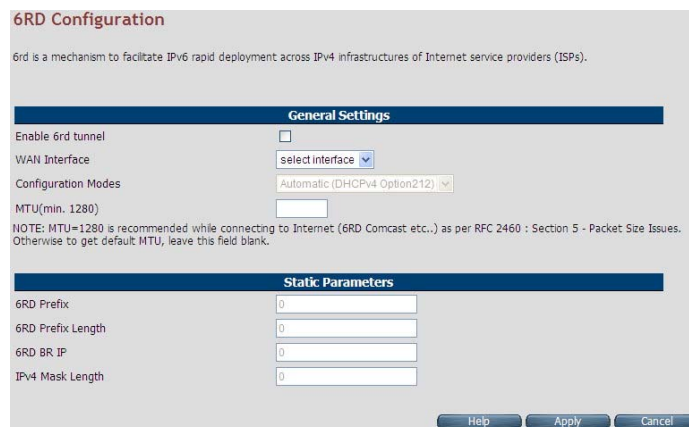 6RD Configuration
6rd is a mechanism to facilitate IPv6 rapid deployment across IPv4 infrastructures of Internet service providers (ISPs).
General Settings
Enable 6rd tunnel
WAN Interface select interface
Configuration Modes Automatic (DHCPv4 Option212)
MTU(min. 1280)
NOTE: MTU=1280 is recommended while connecting to Internet (6RD Comcast etc..) as per RFC 2460 : Section 5 - Packet Size Issues.
Otherwise to get default MTU, leave this field blank.
Static Parameters
6RD Prefix 0
6RD Prefix Length 0
6RD BR IP 0
IPv4 Mask Length 0
Help Apply Cancel